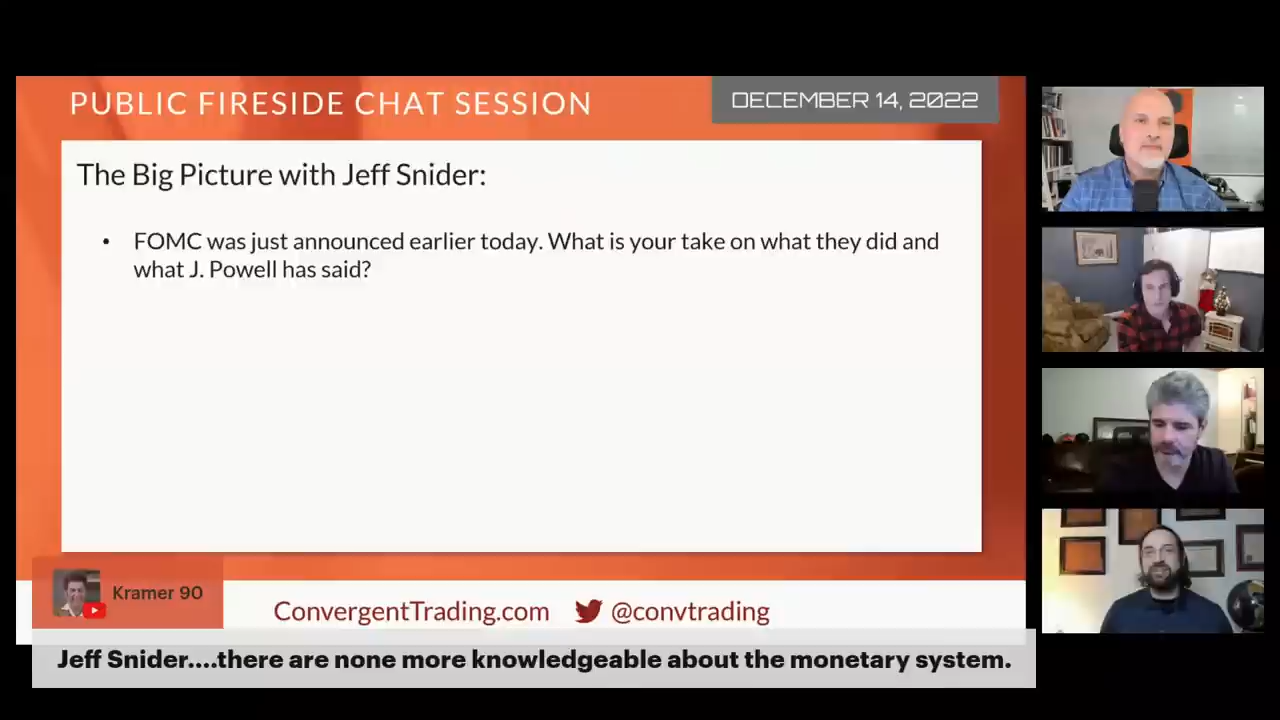 PUBLIC FIRESIDE CHAT SESSION
DECEMBER 14, 2022
The Big Picture with Jeff Snider:
• FOMC was just announced earlier today. What is your take on what they did and
what J. Powell has said?
Kramer 90
ConvergentTrading.com @convtrading
Jeff Snider....there are none more knowledgeable about the monetary system.